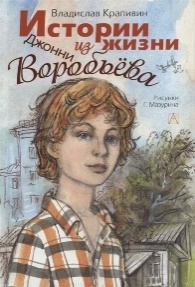 Владислав Крапивин
Истории
из жизни
Джонни
Воробьёва
Рисунки
Г. Мазурина